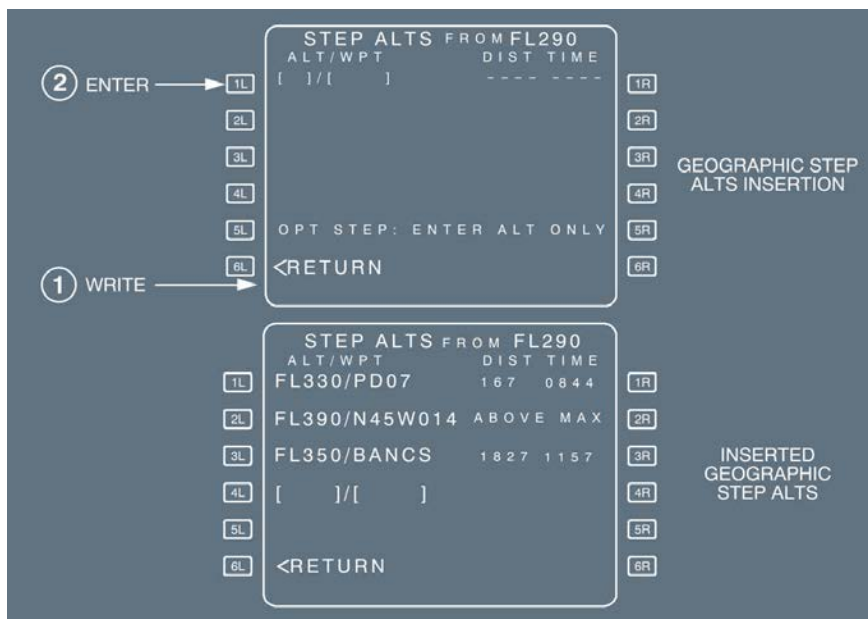 STEP ALTS FROM FL290
ALT/WPT DIST TIME
② ENTER 1L [ ]/[ ] ---- ---- 1R
2L 2R
3L 3R
GEOGRAPHIC STEP
ALTS INSERTION
4L 4R
5L OPT STEP: ENTER ALT ONLY 5R
6L <RETURN 6R
① WRITE
STEP ALTS FROM FL290
ALT/WPT DIST TIME
1L FL330/PD07 167 0844 1R
2L FL390/N45W014 ABOVE MAX 2R
3L FL350/BANCS 1827 1157 3R
INSERTED
GEOGRAPHIC
STEP ALTS
4L [ ]/[ ] 4R
5L 5R
6L <RETURN 6R